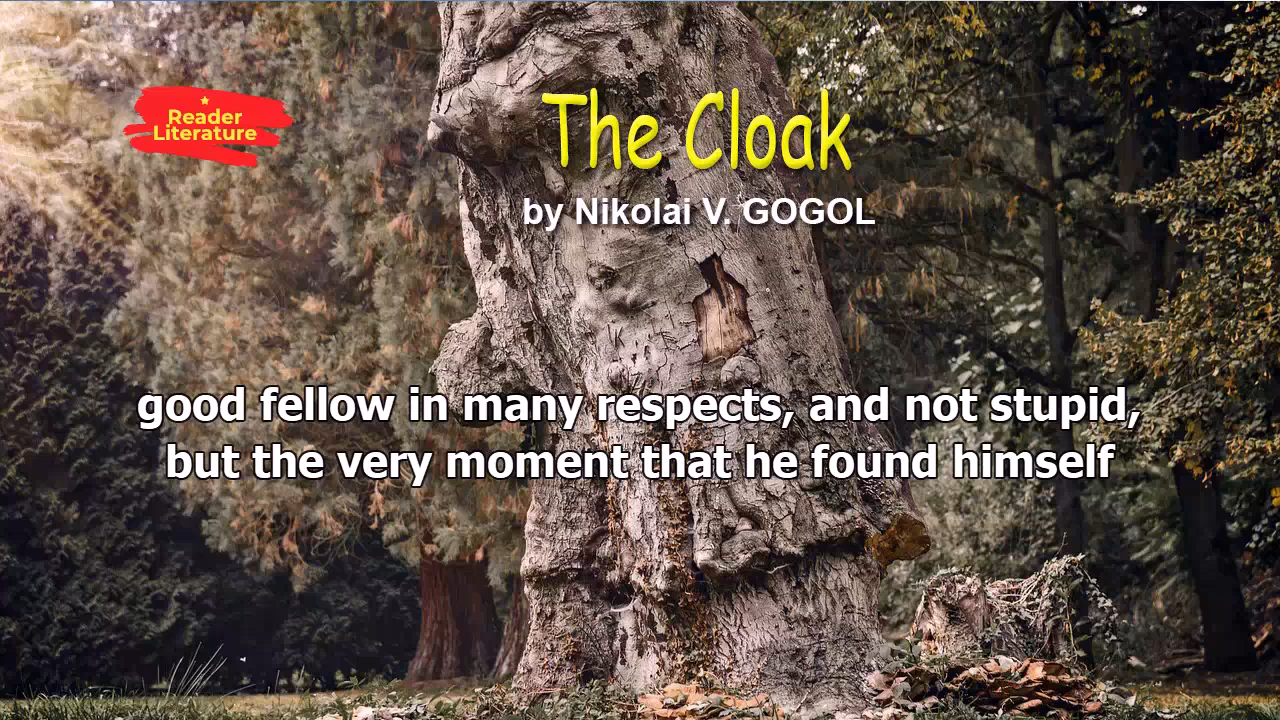 Reader
Literature
The Cloak
by Nikolai V. GOGOL
good fellow in many respects, and not stupid,
but the very moment that he found himself